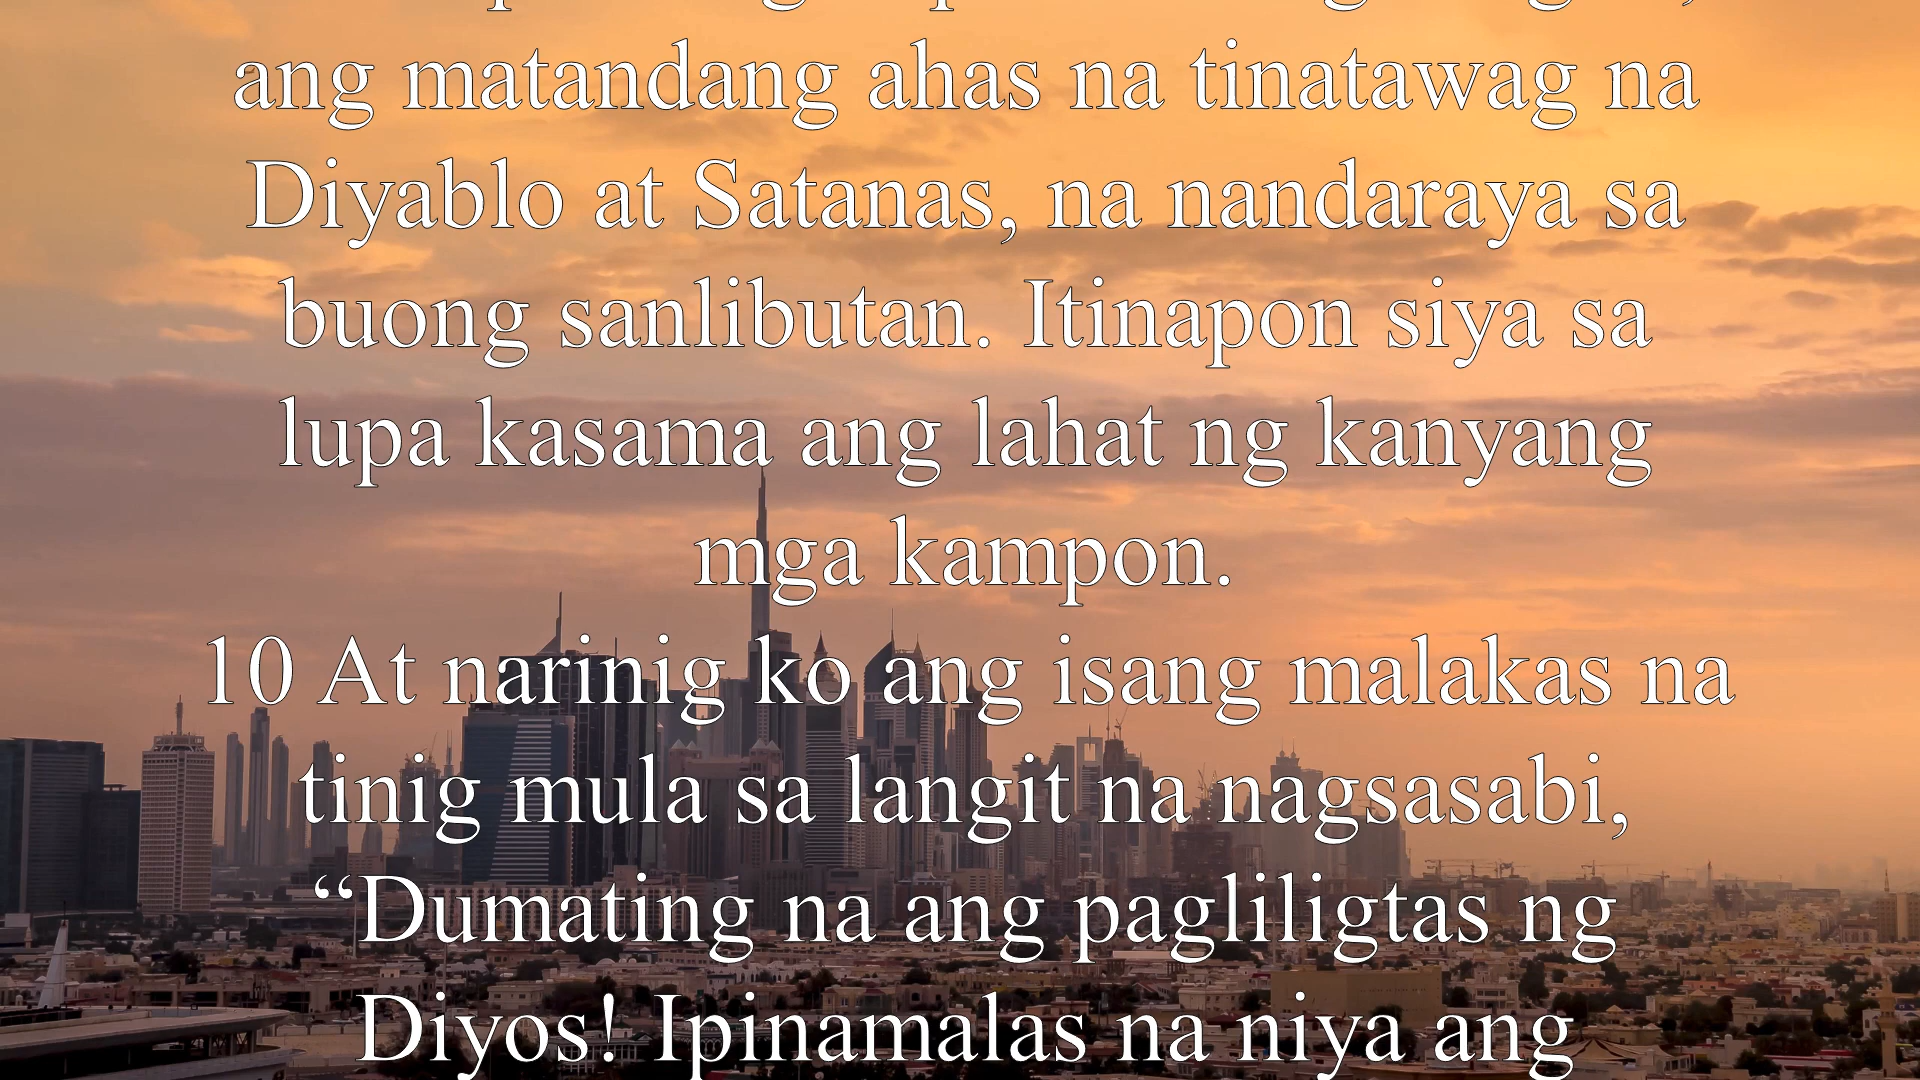 ang matandang ahas na tinatawag na
Diyablo at Satanas, na nandaraya sa
buong sanlibutan. Itinapon siya sa
lupa kasama ang lahat ng kanyang
mga kampon.
10 At narinig ko ang isang malakas na
tinig mula sa langit na nagsasabi,
“Dumating na ang pagliligtas ng
Diyos! Ipinamalas na niya ang